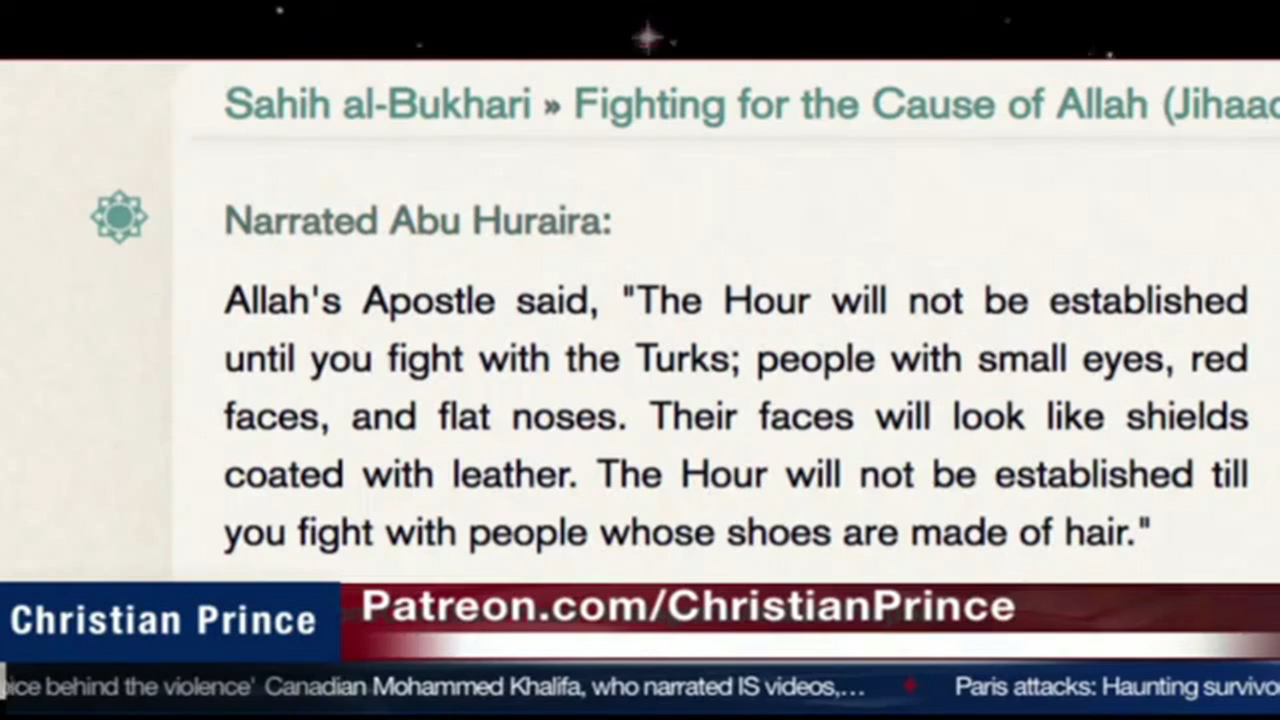 Sahih al-Bukhari » Fighting for the Cause of Allah
Narrated Abu Huraira:
Allah's Apostle said, "The Hour will not be established
until you fight with the Turks; people with small eyes, red
faces, and flat noses. Their faces will look like shields
coated with leather. The Hour will not be established till
you fight with people whose shoes are made of hair."
Christian Prince
Patreon.com/ChristianPrince
behind the violence' Canadian Mohammed Khalifa, who narrated IS videos,... Paris attacks: Haunting